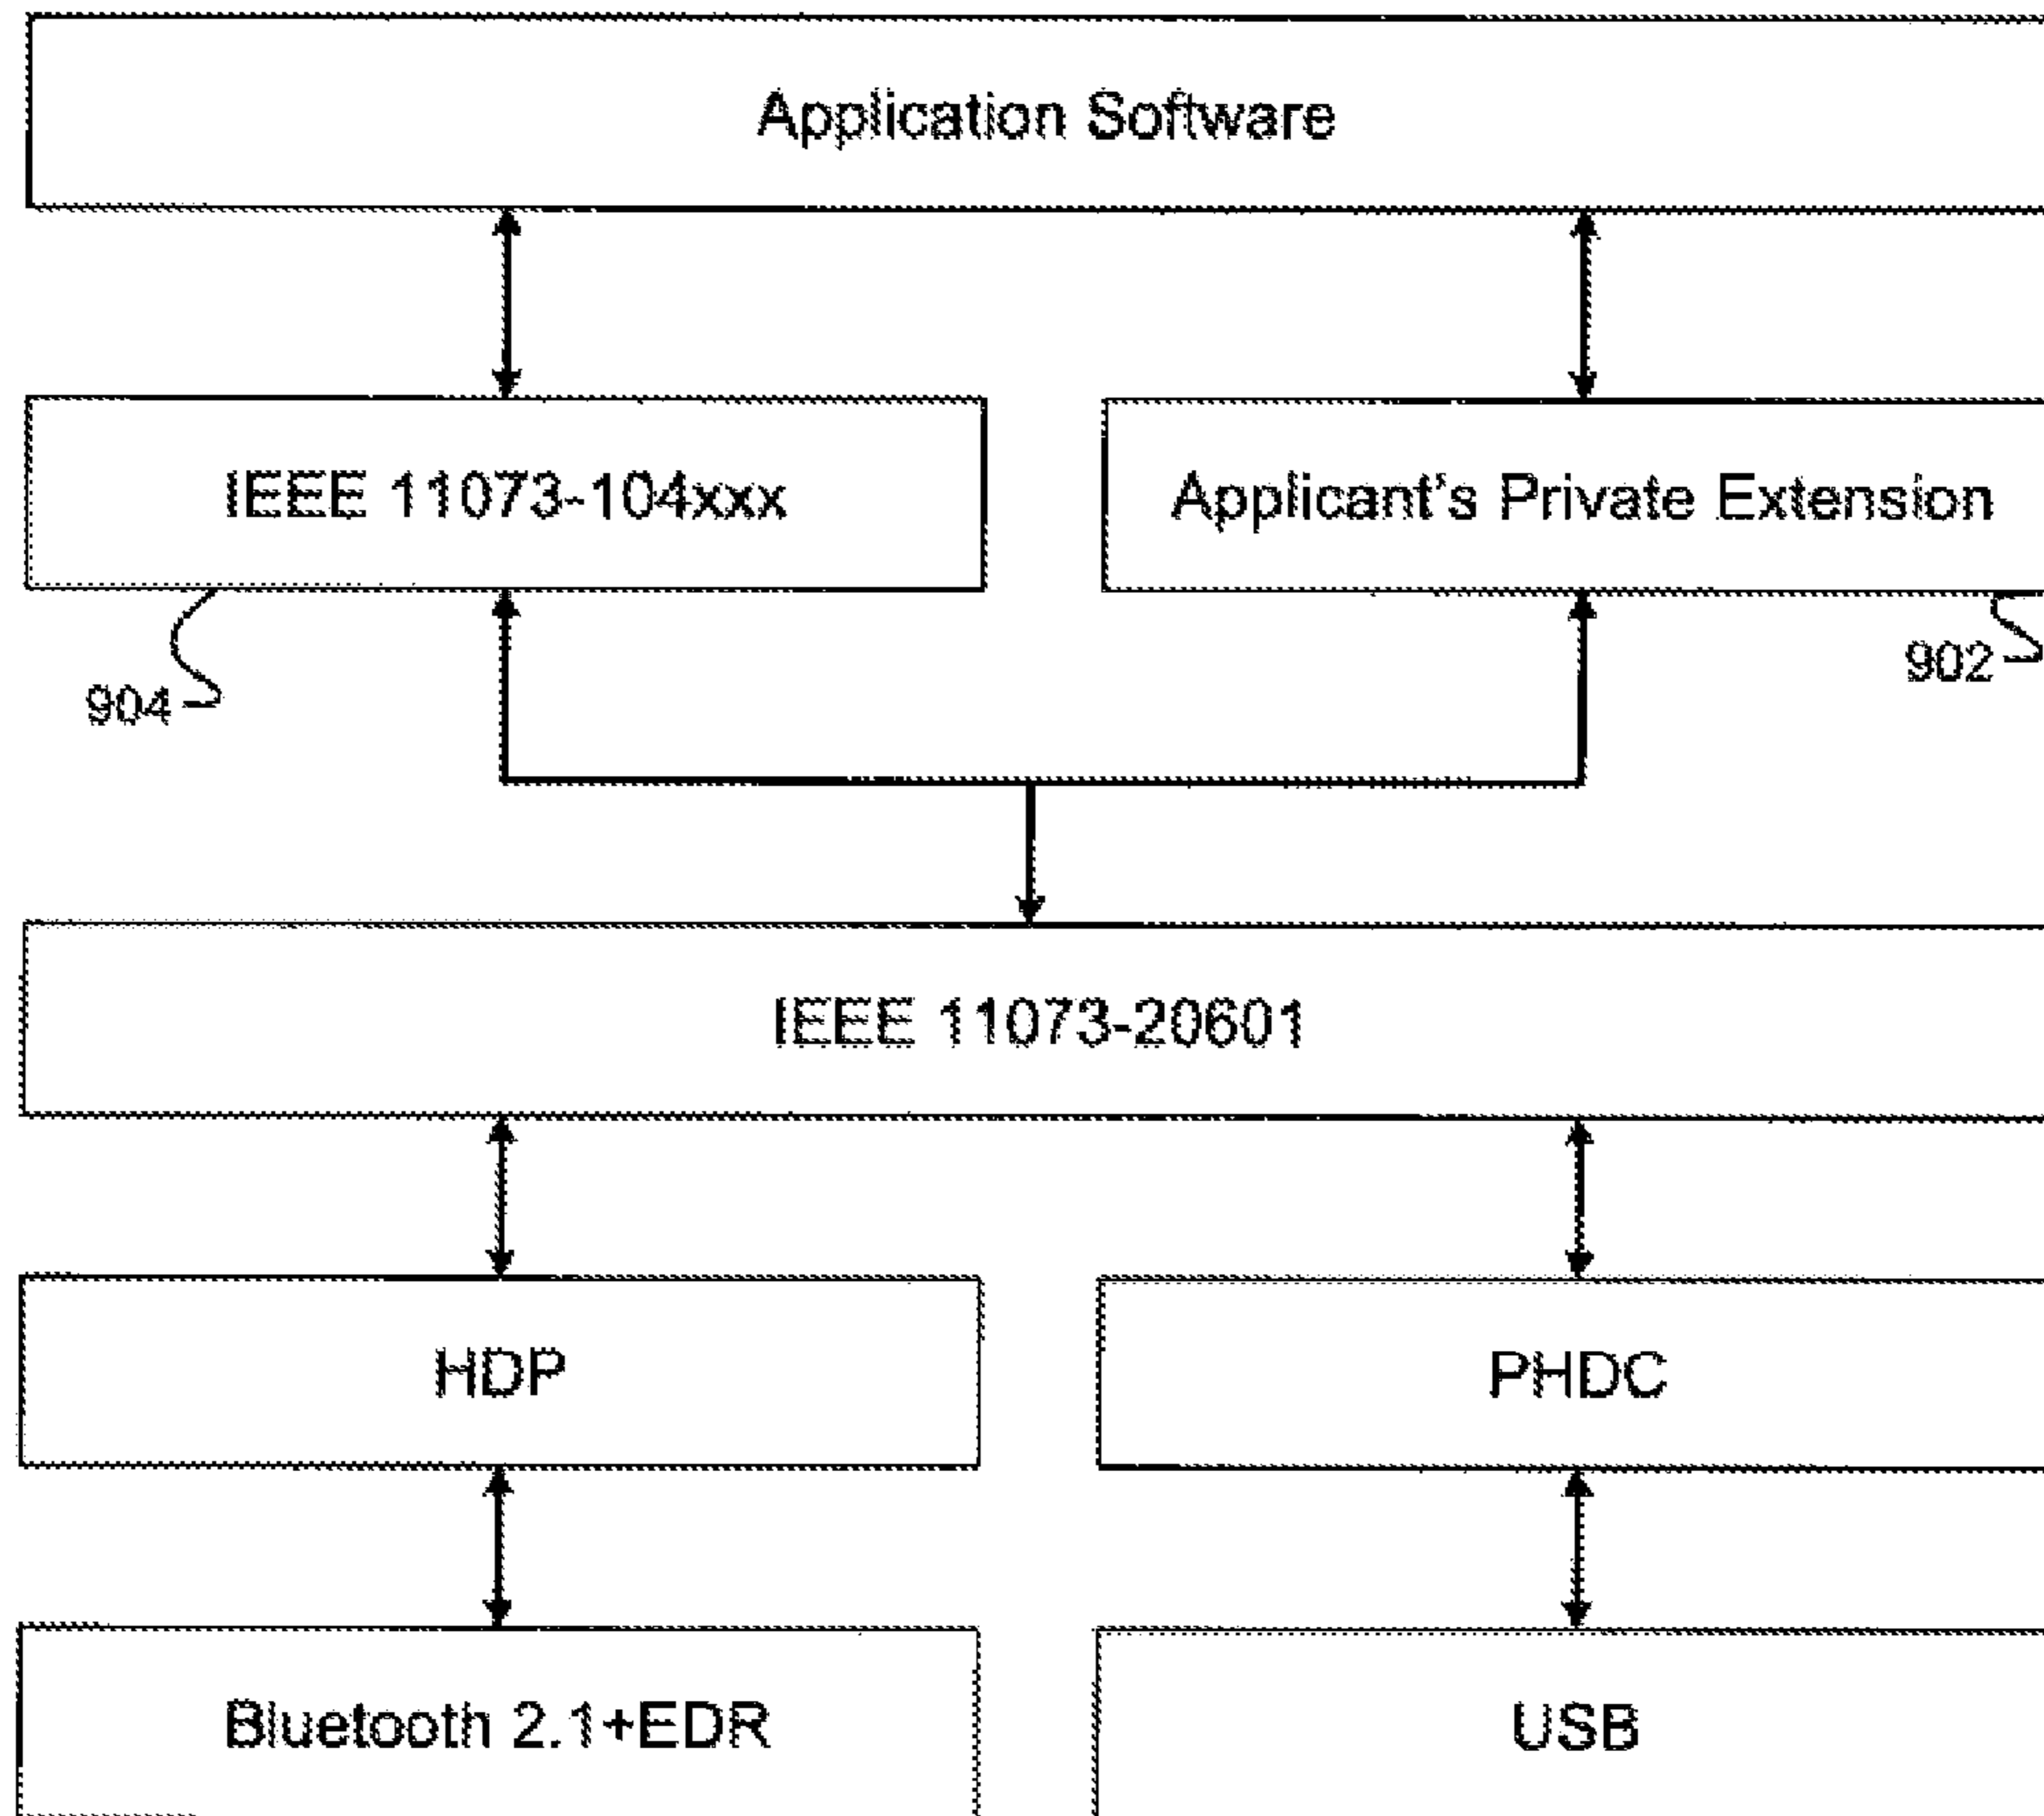 Application Software
IEEE 11073-104xxx
Applicant's Private Extension
904
902
IEEE 11073-20601
HDP
PHDC
Bluetooth 2.1+EDR
USB